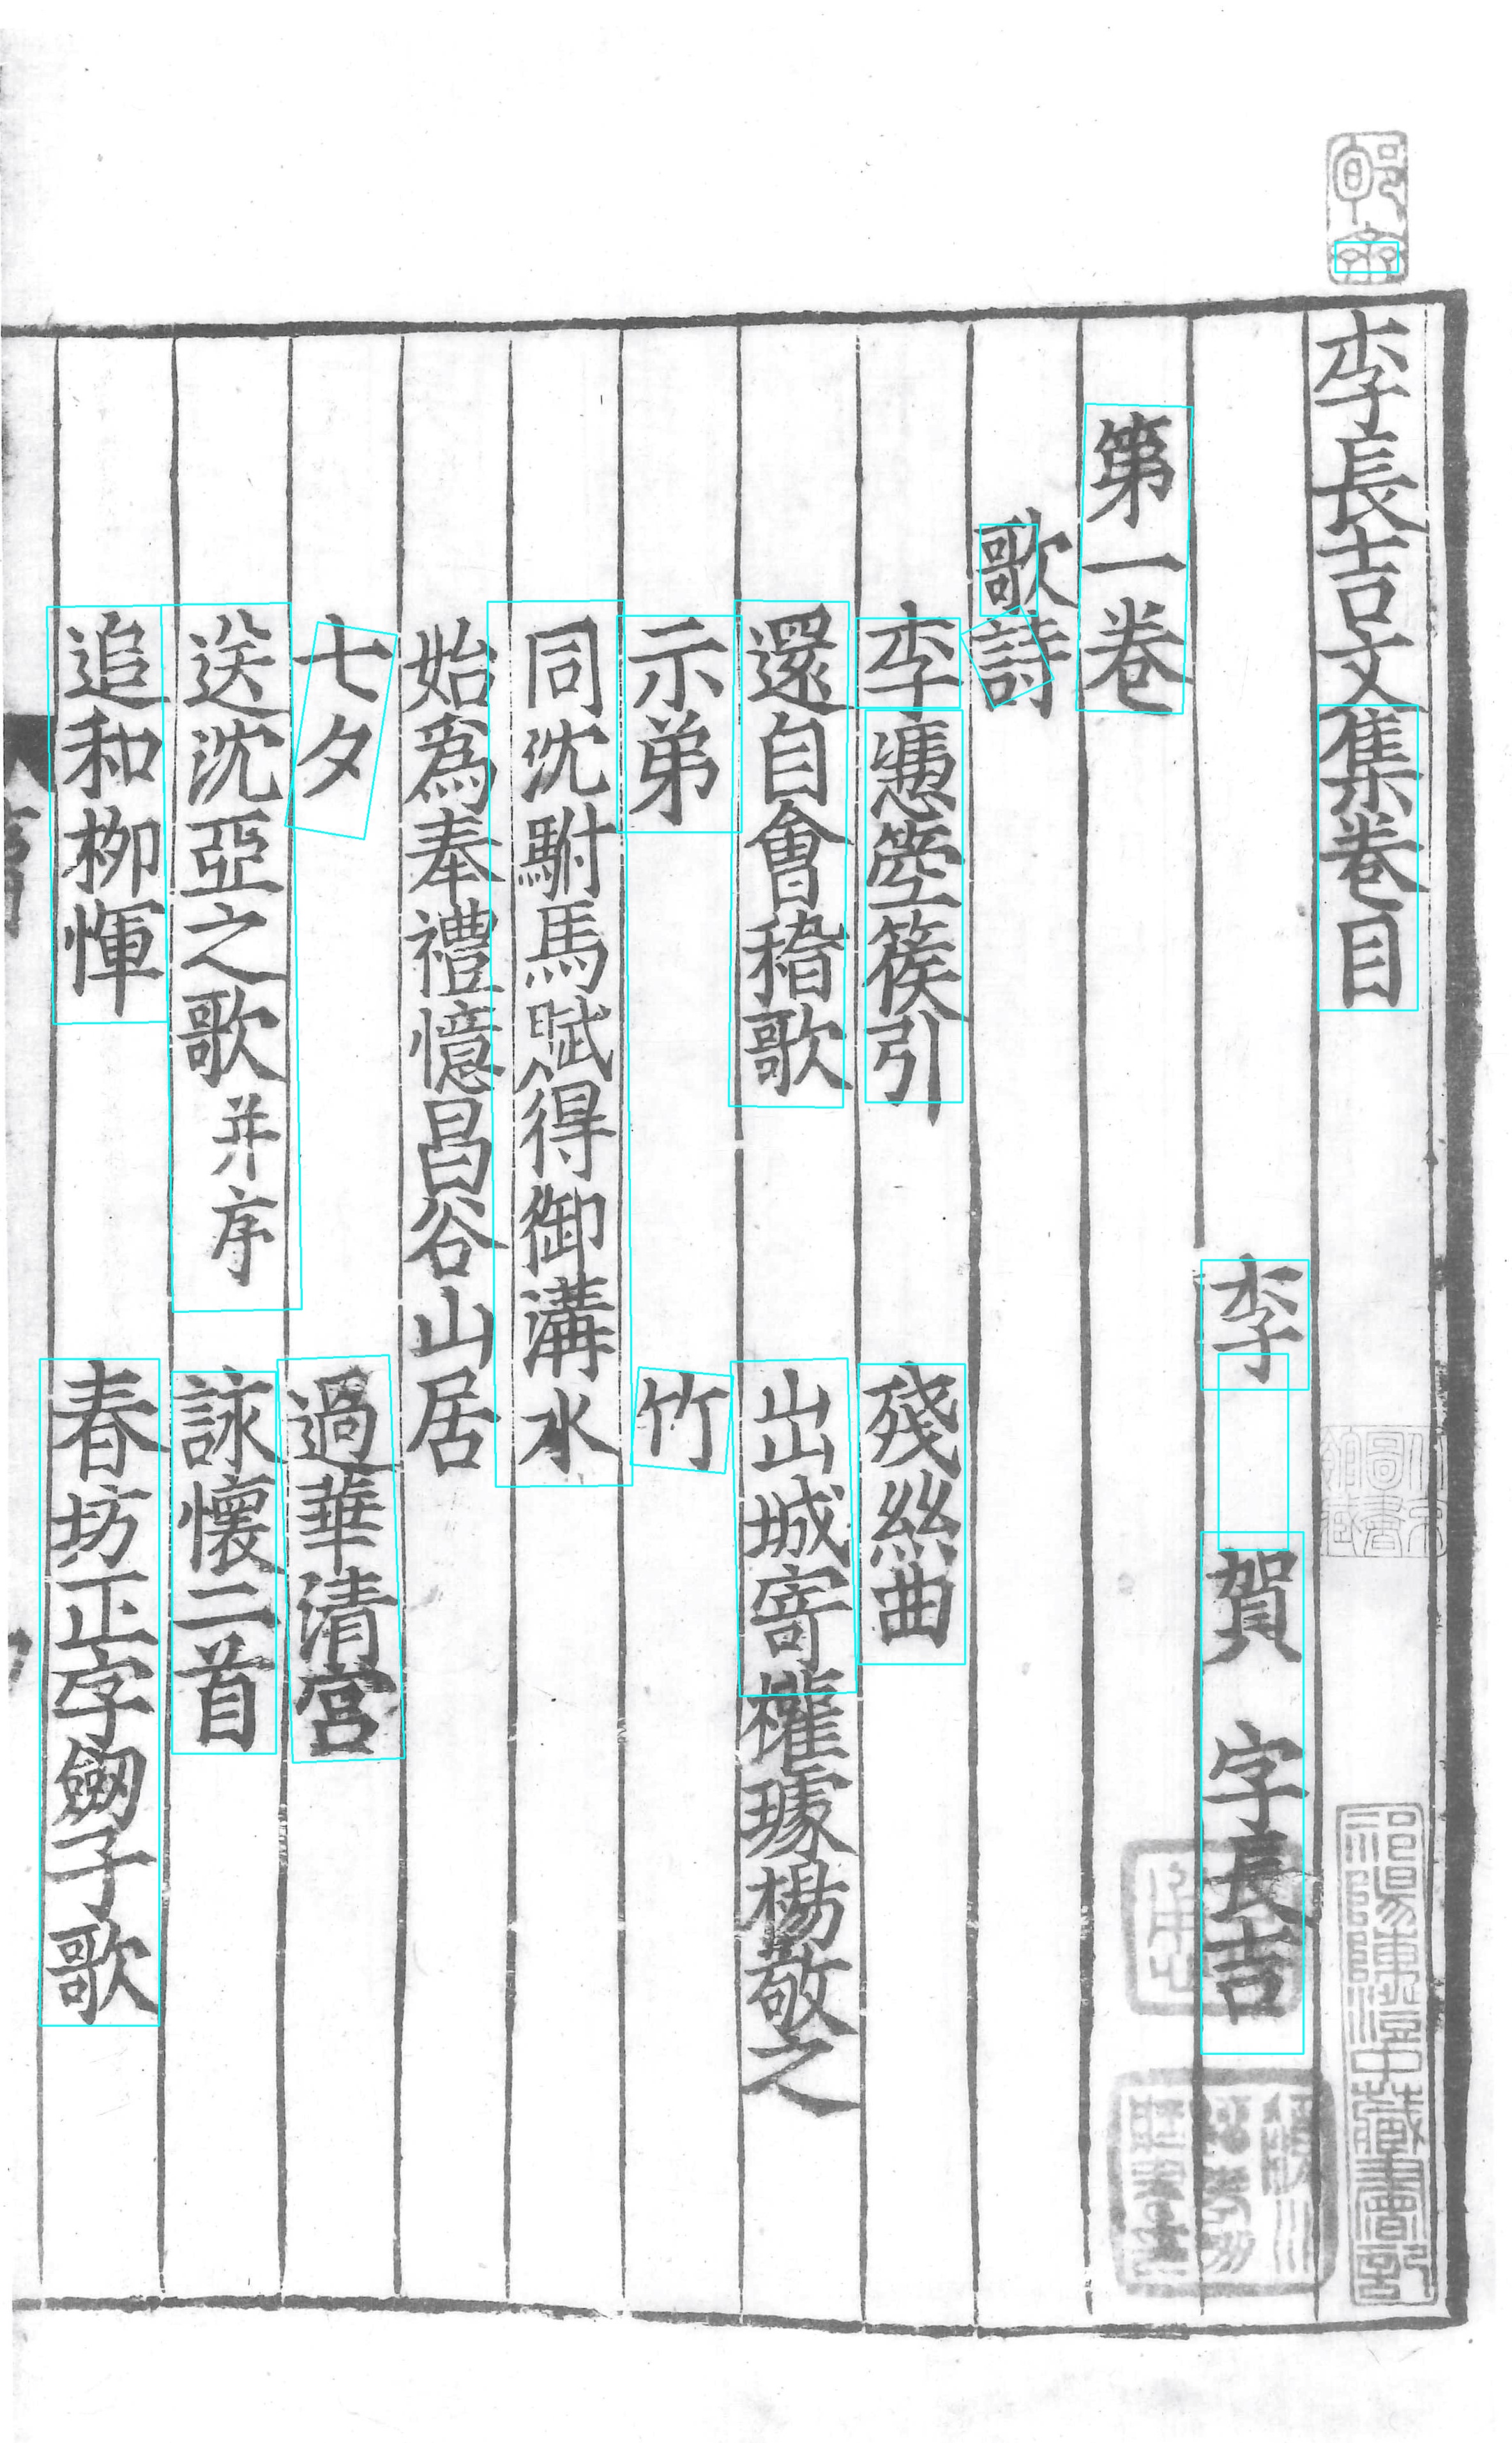 李長吉文集卷目
李賀 字長吉
第一卷
歌詩
李憑箜篌引 殘絲曲
還自會稽歌 出城寄權璩楊敬之
示弟 竹
同沈駙馬賦得御溝水
始為奉禮憶昌谷山居
七夕 過華清宮
送沈亞之歌并序 詠懷二首
追和柳惲 春坊正字劒子歌